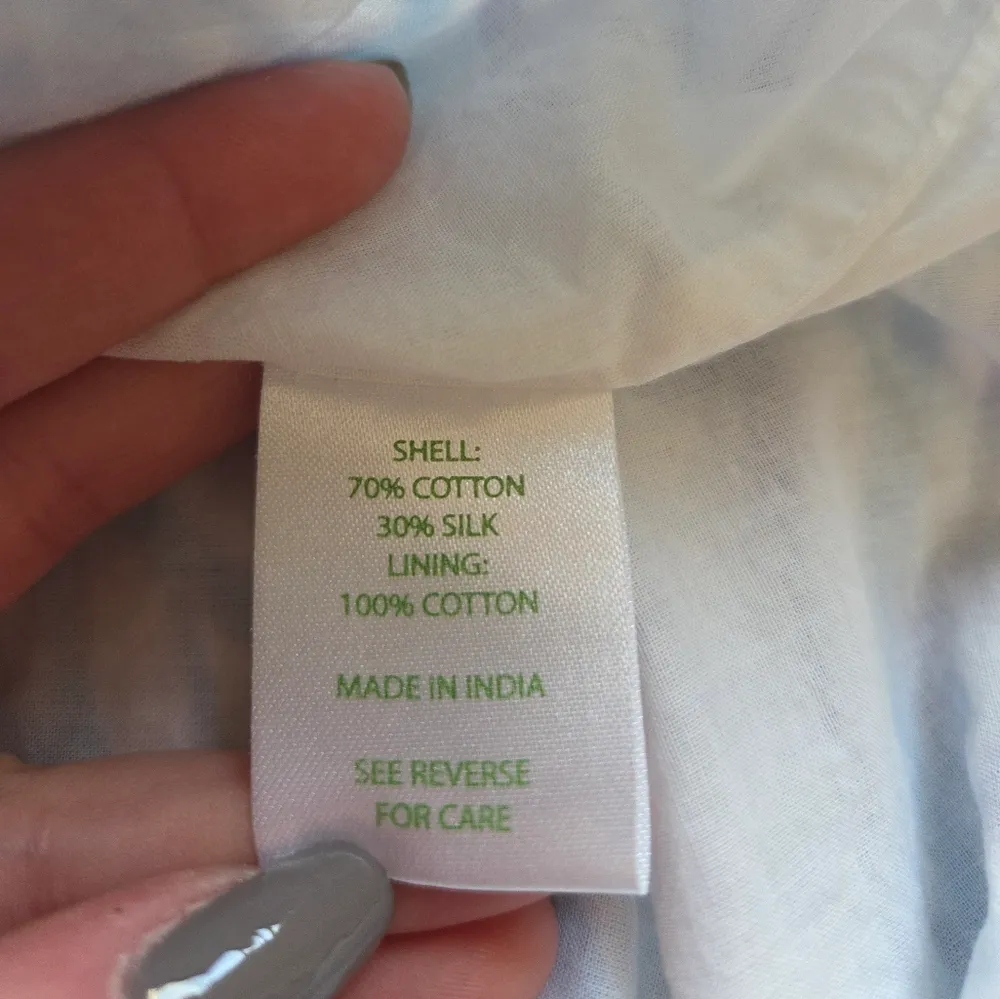 SHELL:
70% COTTON
30% SILK
LINING:
100% COTTON
MADE IN INDIA
SEE REVERSE
FOR CARE